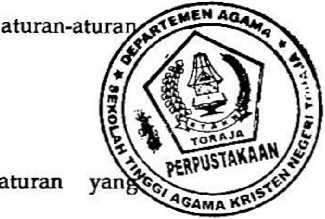 aturan-aturan
DEPARTEMEN AGAMA
SEKOLAH TINGGI AGAMA KRISTEN NEGERI TORAJA
TORAJA
PERPUSTAKAAN
aturan yang